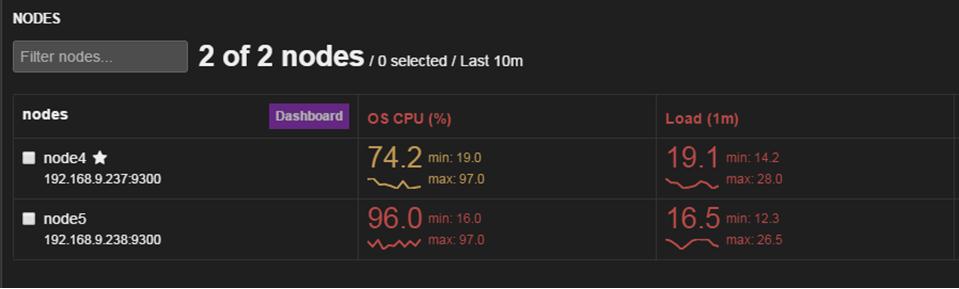 NODES
Filter nodes...
2 of 2 nodes / 0 selected / Last 10m
nodes
Dashboard
OS CPU (%)
Load (1m)
node4
192.168.9.237:9300
74.2
min: 19.0
max: 97.0
19.1
min: 14.2
max: 28.0
node5
192.168.9.238:9300
96.0
min: 16.0
max: 97.0
16.5
min: 12.3
max: 26.5